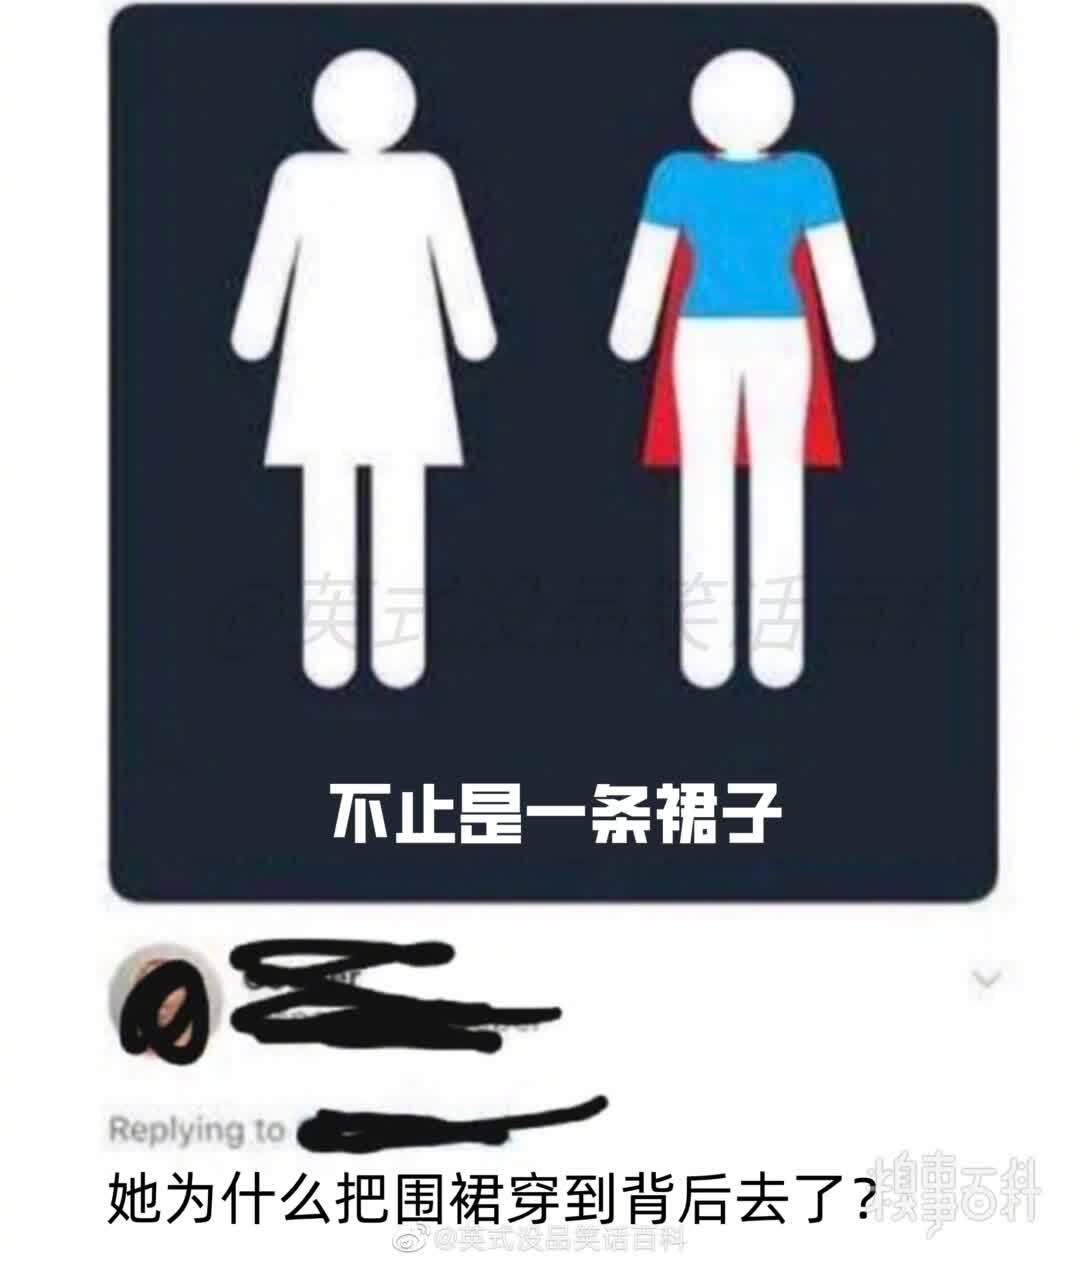 @英式没品笑话百科
不止是一条裙子
Replying to
她为什么把围裙穿到背后去了?
糗事百科
@英式没品笑话百科